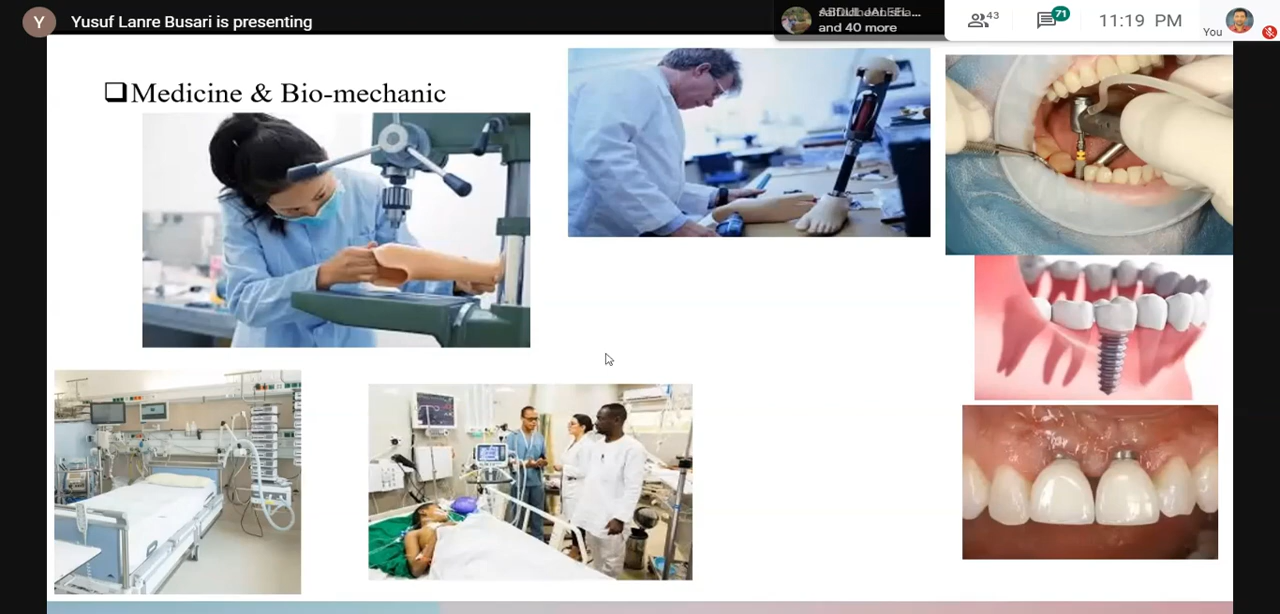 Y
Yusuf Lanre Busari is presenting
and 40 more
43
71
11:19 PM
You
❑Medicine & Bio-mechanic